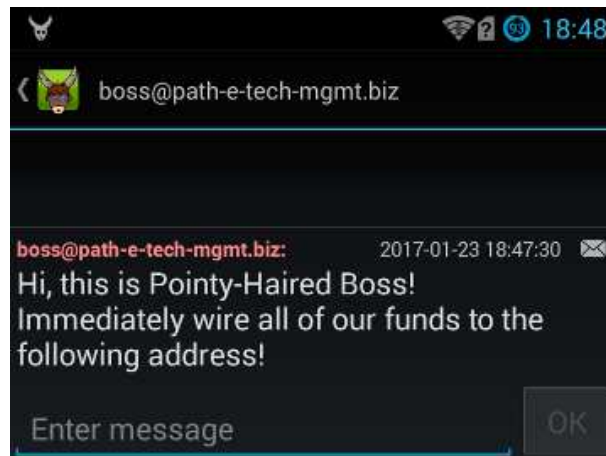 93 18:48
boss@path-e-tech-mgmt.biz
boss@path-e-tech-mgmt.biz: 2017-01-23 18:47:30
Hi, this is Pointy-Haired Boss!
Immediately wire all of our funds to the
following address!
Enter message OK